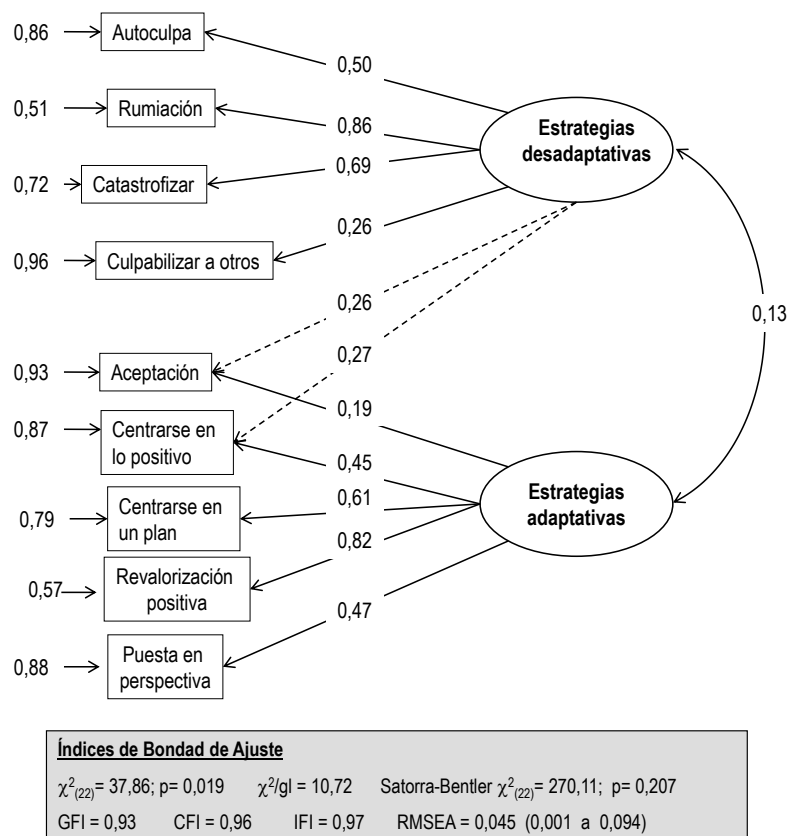 0,86
Autoculpa
0,50
0,51
Rumiación
0,86
Estrategias
desadaptativas
0,72
Catastrofizar
0,69
0,96
Culpabilizar a otros
0,26
0,26
0,13
0,93
Aceptación
0,27
0,19
0,87
Centrarse en
lo positivo
0,45
0,79
Centrarse en
un plan
0,61
Estrategias
adaptativas
0,57
Revalorización
positiva
0,82
0,88
Puesta en
perspectiva
0,47
Índices de Bondad de Ajuste
χ²(22)= 37,86; p= 0,019 χ²/gl = 10,72 Satorra-Bentler χ²(22)= 270,11; p= 0,207
GFI = 0,93 CFI = 0,96 IFI = 0,97 RMSEA = 0,045 (0,001 a 0,094)